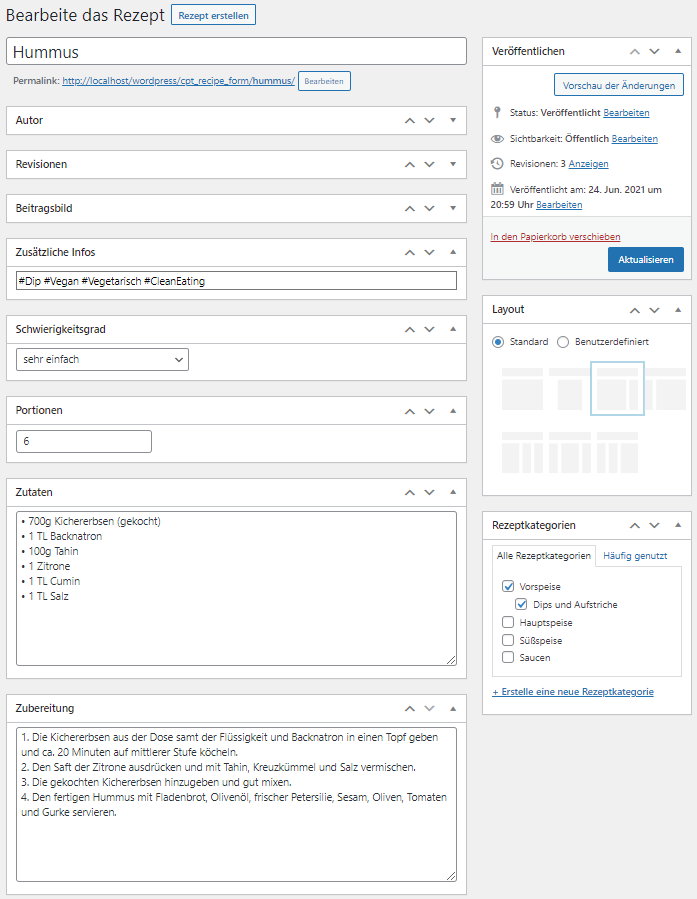 Bearbeite das Rezept Rezept erstellen
Hummus
Permalink: http://localhost/wordpress/cpt_recipe_form/hummus/ Bearbeiten
Autor
Revisionen
Beitragsbild
Zusätzliche Infos
#Dip #Vegan #Vegetarisch #CleanEating
Schwierigkeitsgrad
sehr einfach
Portionen
6
Zutaten
• 700g Kichererbsen (gekocht)
• 1 TL Backnatron
• 100g Tahin
• 1 Zitrone
• 1 TL Cumin
• 1 TL Salz
Zubereitung
1. Die Kichererbsen aus der Dose samt der Flüssigkeit und Backnatron in einen Topf geben
und ca. 20 Minuten auf mittlerer Stufe köcheln.
2. Den Saft der Zitrone ausdrücken und mit Tahin, Kreuzkümmel und Salz vermischen.
3. Die gekochten Kichererbsen hinzugeben und gut mixen.
4. Den fertigen Hummus mit Fladenbrot, Olivenöl, frischer Petersilie, Sesam, Oliven, Tomaten
und Gurke servieren.
Veröffentlichen
Vorschau der Änderungen
Status: Veröffentlicht Bearbeiten
Sichtbarkeit: Öffentlich Bearbeiten
Revisionen: 3 Anzeigen
Veröffentlicht am: 24. Jun. 2021 um
20:59 Uhr Bearbeiten
In den Papierkorb verschieben
Aktualisieren
Layout
Standard Benutzerdefiniert
Rezeptkategorien
Alle Rezeptkategorien Häufig genutzt
Vorspeise
Dips und Aufstriche
Hauptspeise
Süßspeise
Saucen
+ Erstelle eine neue Rezeptkategorie